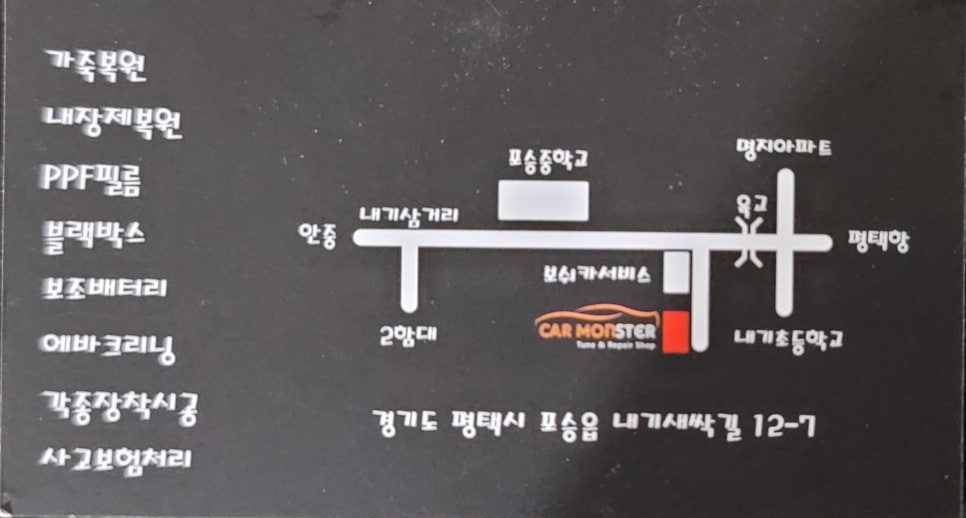 가죽복원
내장제복원
PPF필름
블랙박스
보조배터리
에바크리닝
각종장착시공
사고보험처리
명지아파트
포승중학교
육교
내기삼거리
안중
평택항
보쉬카서비스
2함대
CAR MONSTER
Tune & Repair Shop
내기초등학교
경기도 평택시 포승읍 내기새싹길 12-7